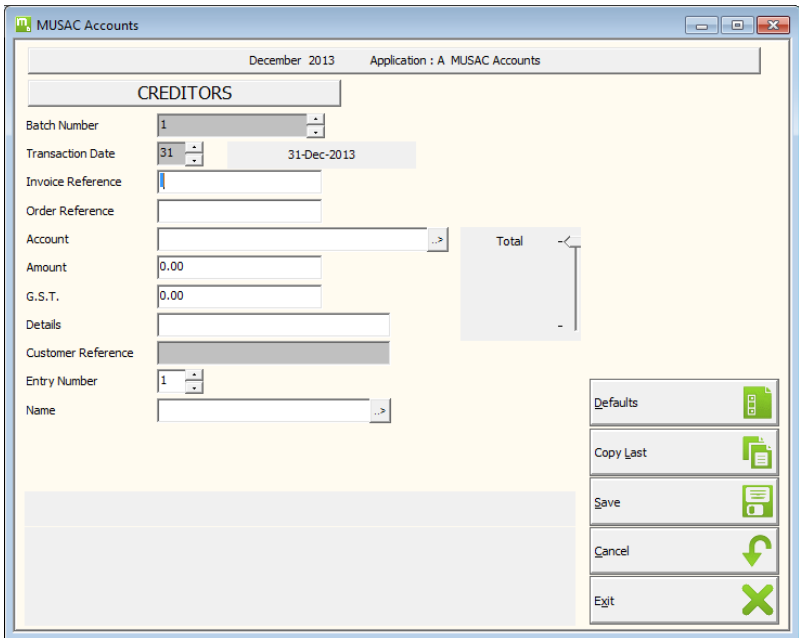 MUSAC Accounts
December 2013 Application : A MUSAC Accounts
CREDITORS
Batch Number 1
Transaction Date 31 31-Dec-2013
Invoice Reference
Order Reference
Account ..> Total
Amount 0.00
G.S.T. 0.00
Details
Customer Reference
Entry Number 1
Name ..>
Defaults
Copy Last
Save
Cancel
Exit